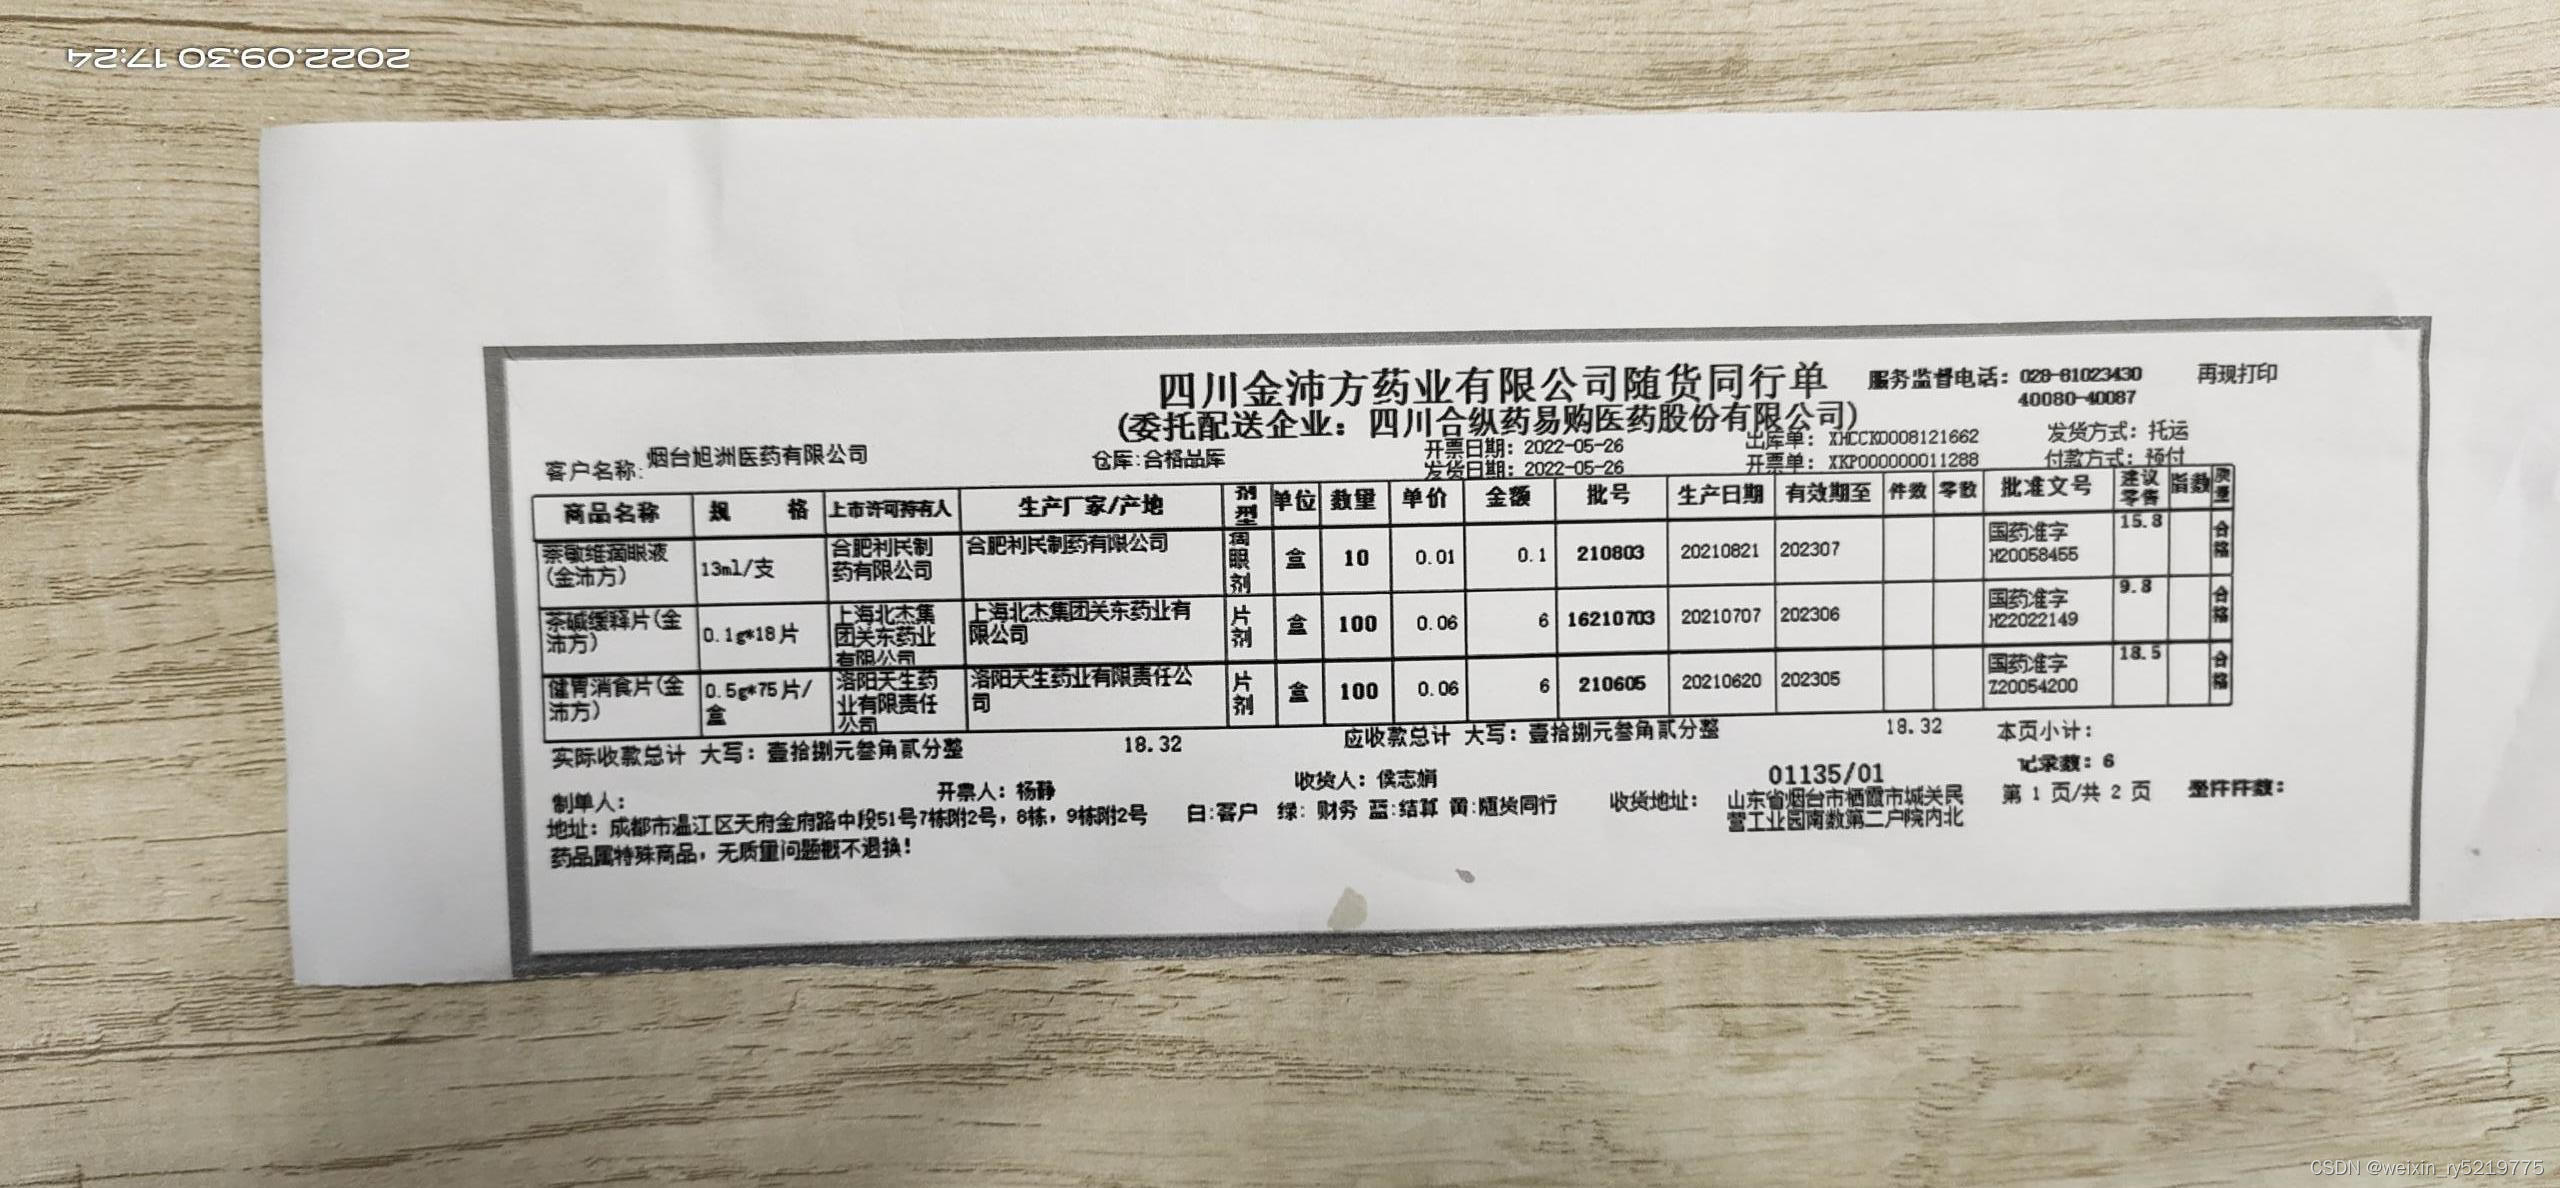 2022.09.30 17:24
四川金沛方药业有限公司随货同行单 服务监督电话: 028-81023430 再现打印
40080-40087
(委托配送企业: 四川合纵药易购医药股份有限公司)
客户名称: 烟台旭洲医药有限公司 仓库:合格品库 开票日期: 2022-05-26 出库单: XHCCK0008121662 发货方式: 托运
发货日期: 2022-05-26 开票单: XKP000000011288 付款方式: 预付
商品名称 规 格 上市许可持有人 生产厂家/产地 剂型 单位 数量 单价 金额 批号 生产日期 有效期至 件数 零数 批准文号 建议零售 指数 质量
萘敏维滴眼液(金沛方) 13ml/支 合肥利民制药有限公司 合肥利民制药有限公司 滴眼剂 盒 10 0.01 0.1 210803 20210821 202307 国药准字H20058455 15.8 合格
茶碱缓释片(金沛方) 0.1g*18片 上海北杰集团关东药业有限公司 上海北杰集团关东药业有限公司 片剂 盒 100 0.06 6 16210703 20210707 202306 国药准字H22022149 9.8 合格
健胃消食片(金沛方) 0.5g*75片/盒 洛阳天生药业有限责任公司 洛阳天生药业有限责任公司 片剂 盒 100 0.06 6 210605 20210620 202305 国药准字Z20054200 18.5 合格
实际收款总计 大写: 壹拾捌元叁角贰分整 18.32 应收款总计 大写: 壹拾捌元叁角贰分整 18.32 本页小计:
记录数: 6
制单人: 开票人: 杨静 收货人: 侯志娟 01135/01
地址: 成都市温江区天府金府路中段51号7栋附2号, 8栋, 9栋附2号 白:客户 绿: 财务 蓝:结算 黄:随货同行 收货地址: 山东省烟台市栖霞市城关民 第 1 页/共 2 页 整件件数:
营工业园南数第二户院内北
药品属特殊商品, 无质量问题概不退换!
CSDN @weixin_ry5219775